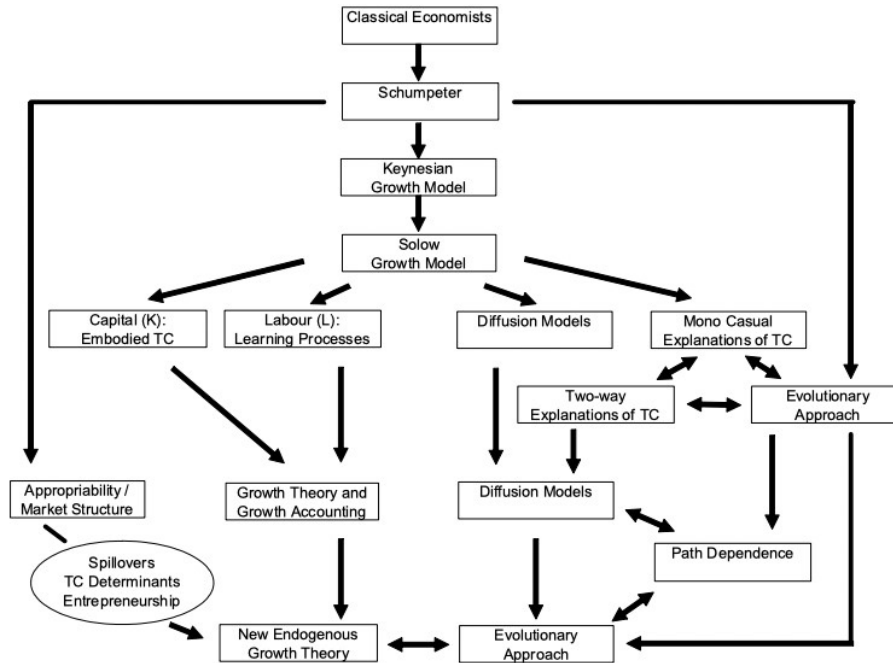 Classical Economists
Schumpeter
Keynesian
Growth Model
Solow
Growth Model
Capital (K):
Embodied TC
Labour (L):
Learning Processes
Diffusion Models
Mono Casual
Explanations of TC
Two-way
Explanations of TC
Evolutionary
Approach
Appropriability /
Market Structure
Growth Theory and
Growth Accounting
Diffusion Models
Path Dependence
Spillovers
TC Determinants
Entrepreneurship
New Endogenous
Growth Theory
Evolutionary
Approach